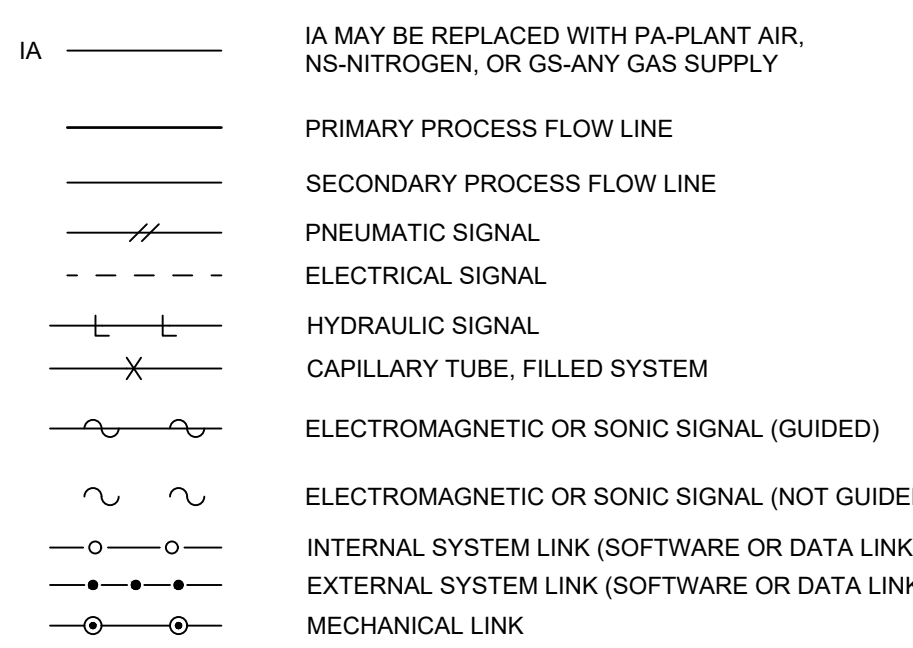 IA IA MAY BE REPLACED WITH PA-PLANT AIR,
NS-NITROGEN, OR GS-ANY GAS SUPPLY
PRIMARY PROCESS FLOW LINE
SECONDARY PROCESS FLOW LINE
PNEUMATIC SIGNAL
ELECTRICAL SIGNAL
HYDRAULIC SIGNAL
CAPILLARY TUBE, FILLED SYSTEM
ELECTROMAGNETIC OR SONIC SIGNAL (GUIDED)
ELECTROMAGNETIC OR SONIC SIGNAL (NOT GUIDE
INTERNAL SYSTEM LINK (SOFTWARE OR DATA LINK
EXTERNAL SYSTEM LINK (SOFTWARE OR DATA LINK
MECHANICAL LINK